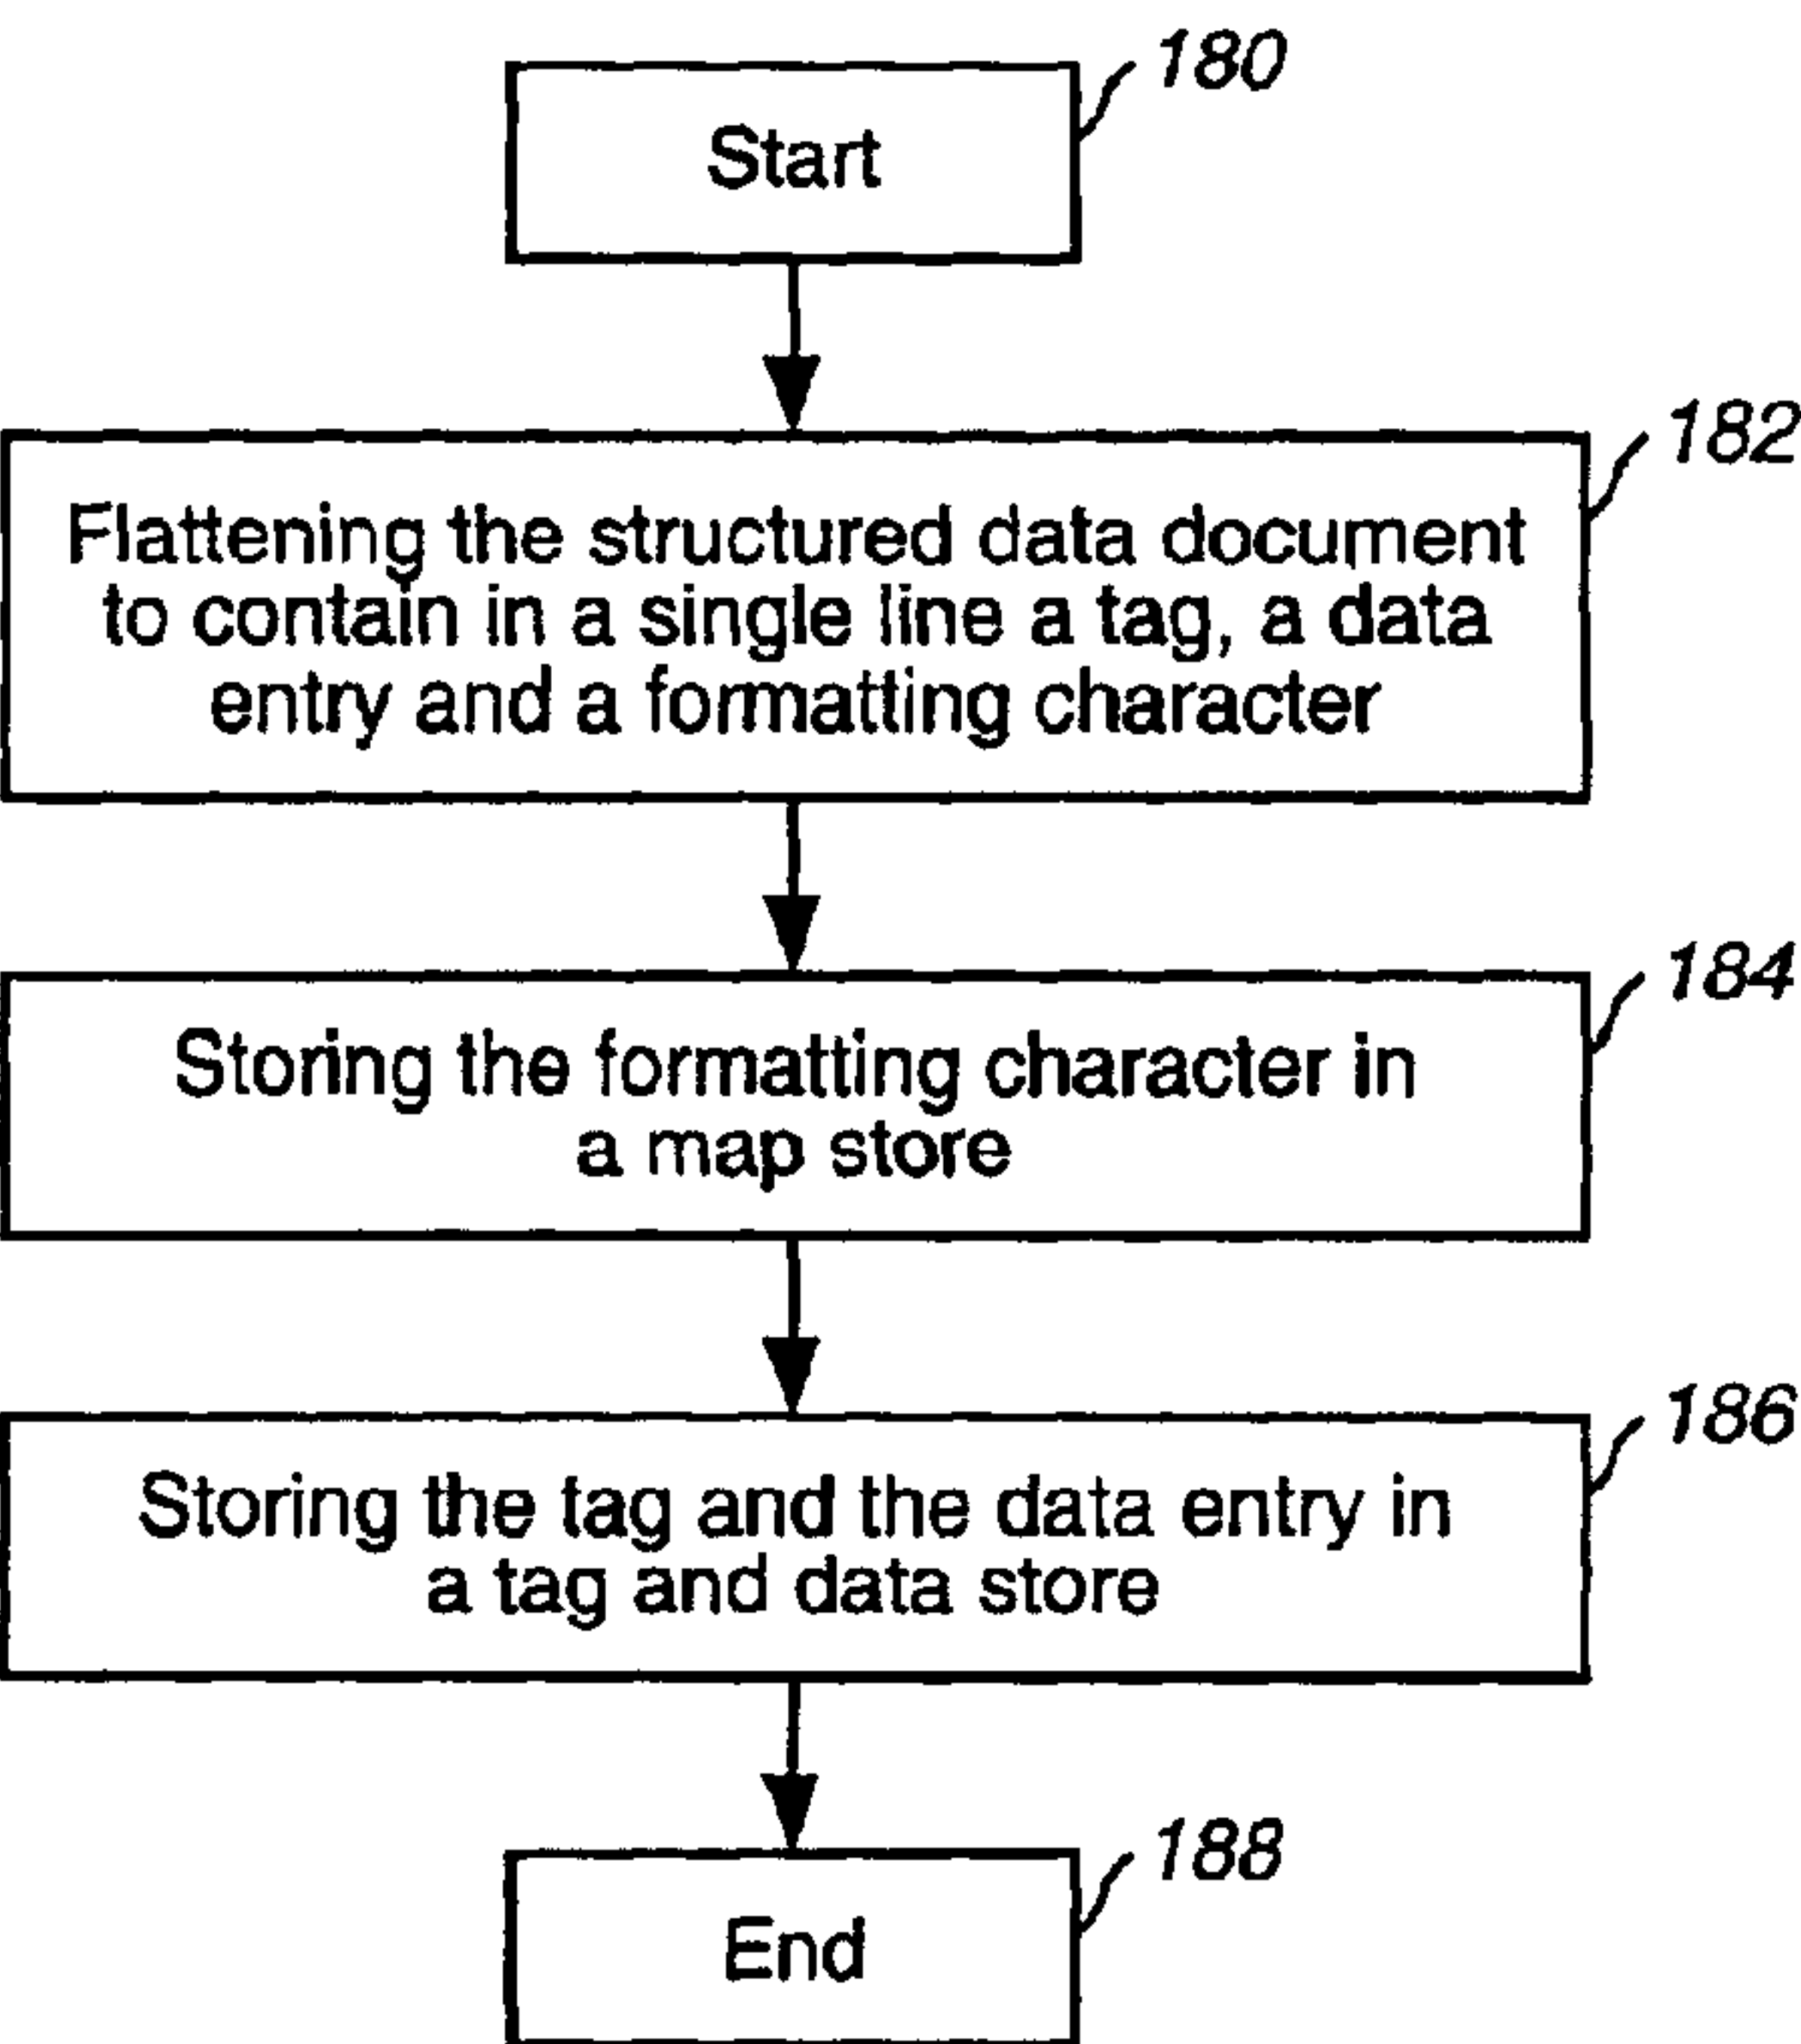 180
Start
182
Flattening the structured data document
to contain in a single line a tag, a data
entry and a formatting character
184
Storing the formatting character in
a map store
186
Storing the tag and the data entry in
a tag and data store
188
End